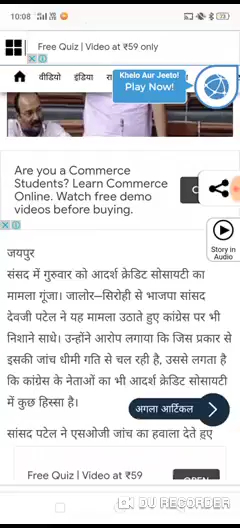 10:08
73
Free Quiz | Video at ₹59 only
वीडियो इंडिया रा
Khelo Aur Jeeto!
Play Now!
Are you a Commerce
Students? Learn Commerce
Online. Watch free demo
videos before buying.
Story in
Audio
जयपुर
संसद में गुरुवार को आदर्श क्रेडिट सोसायटी का
मामला गूंजा। जालोर—सिरोही से भाजपा सांसद
देवजी पटेल ने यह मामला उठाते हुए कांग्रेस पर भी
निशाने साधे। उन्होंने आरोप लगाया कि जिस प्रकार से
इसकी जांच धीमी गति से चल रही है, उससे लगता है
कि कांग्रेस के नेताओं का भी आदर्श क्रेडिट सोसायटी
में कुछ हिस्सा है।
अगला आर्टिकल
सांसद पटेल ने एसओजी जांच का हवाला देते हुए
Free Quiz | Video at ₹59
OPEN
DU RECORDER